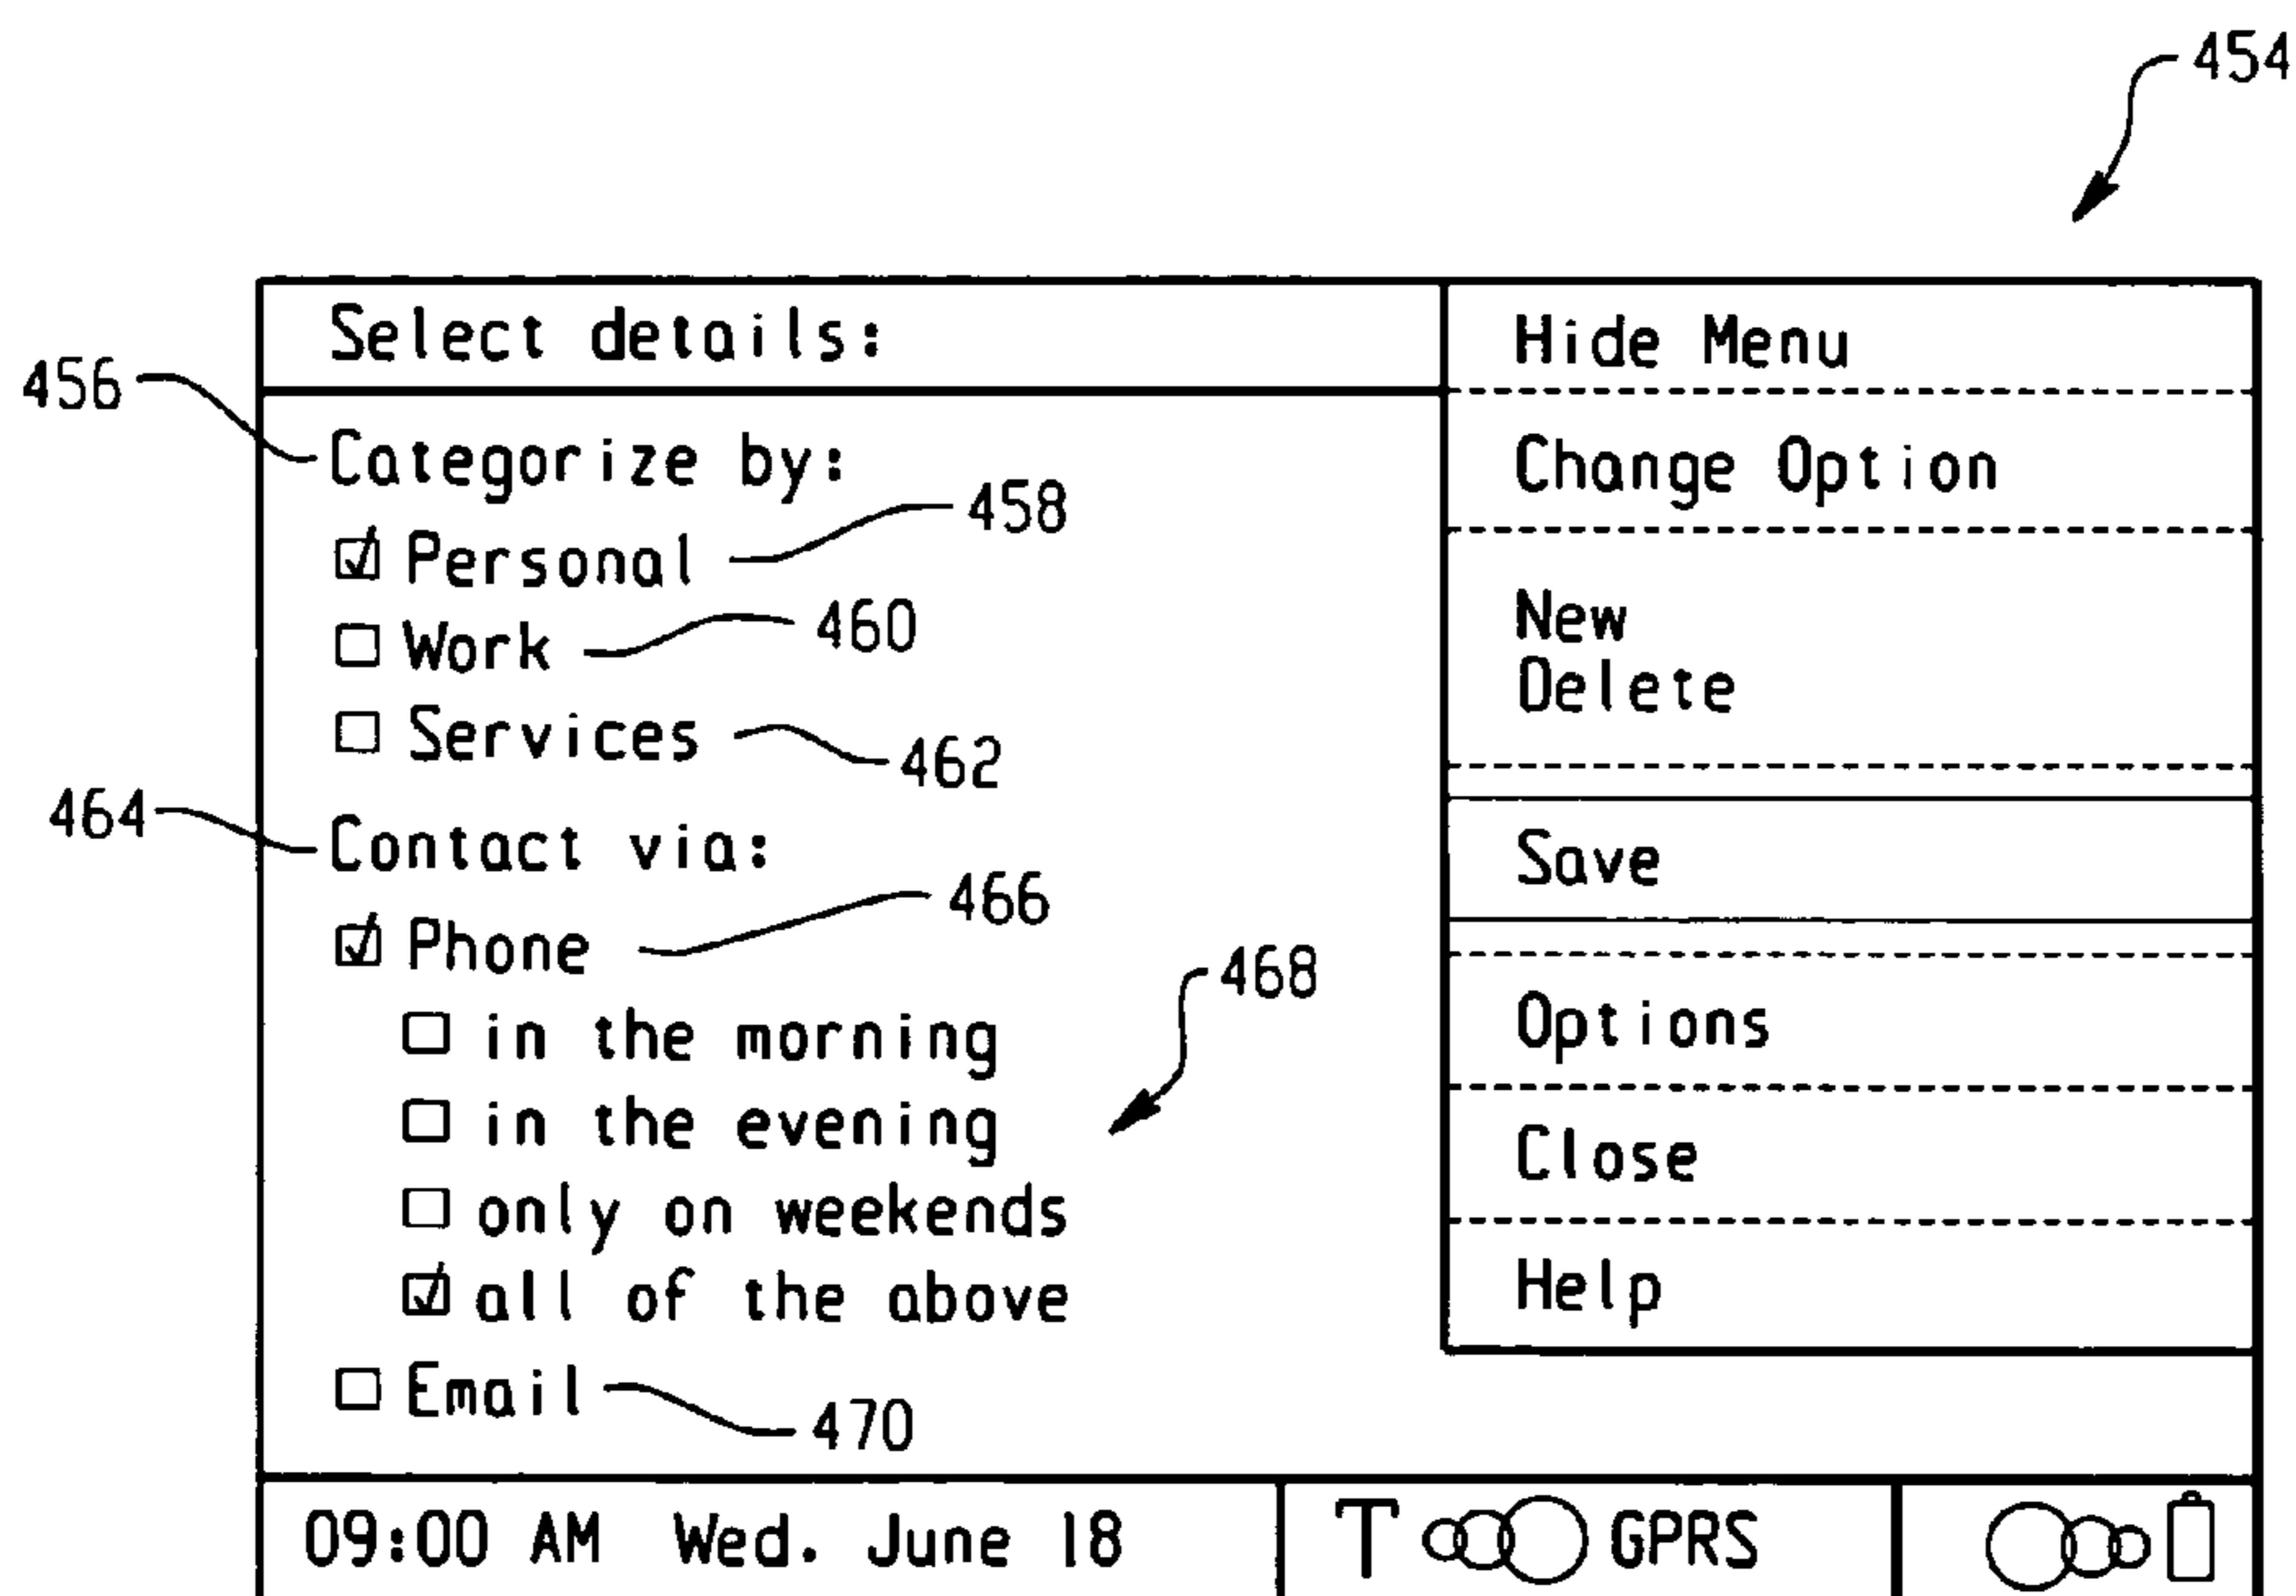 454
Select details:
456
Categorize by:
458
Personal
Work
460
Services
462
464
Contact via:
466
Phone
468
in the morning
in the evening
only on weekends
all of the above
Email
470
Hide Menu
Change Option
New
Delete
Save
Options
Close
Help
09:00 AM Wed. June 18
T GPRS